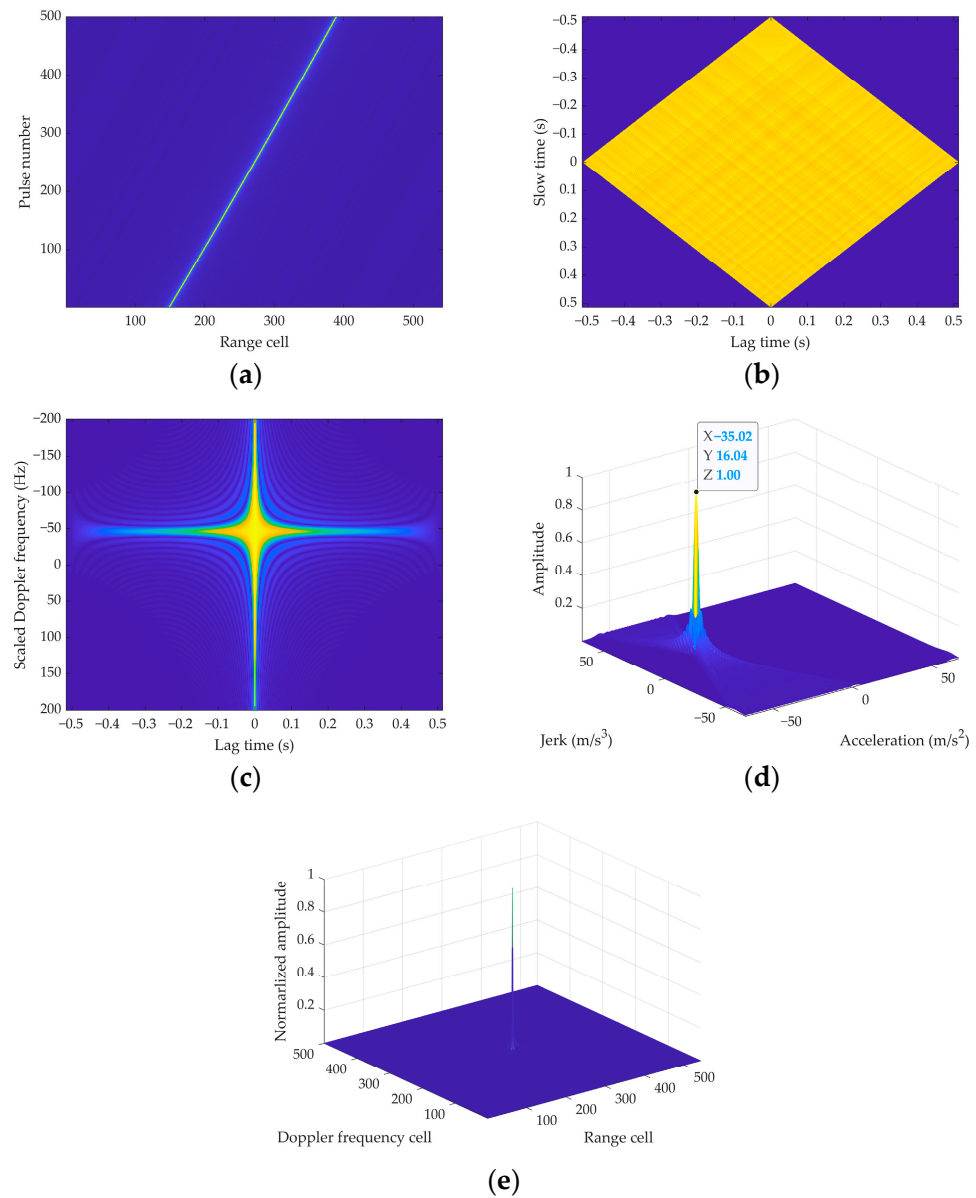 500
400
300
200
100
Pulse number
100 200 300 400 500
Range cell
(a)
−0.5
−0.4
−0.3
−0.2
−0.1
0
0.1
0.2
0.3
0.4
0.5
Slow time (s)
−0.5 −0.4 −0.3 −0.2 −0.1 0 0.1 0.2 0.3 0.4 0.5
Lag time (s)
(b)
−200
−150
−100
−50
0
50
100
150
200
Scaled Doppler frequency (Hz)
−0.5 −0.4 −0.3 −0.2 −0.1 0 0.1 0.2 0.3 0.4 0.5
Lag time (s)
(c)
X −35.02
Y 16.04
Z 1.00
1
0.8
0.6
0.4
0.2
Amplitude
50
0
−50
Jerk (m/s³)
−50
0
50
Acceleration (m/s²)
(d)
1
0.8
0.6
0.4
0.2
Normarlized amplitude
500
400
300
200
100
Doppler frequency cell
100
200
300
400
500
Range cell
(e)